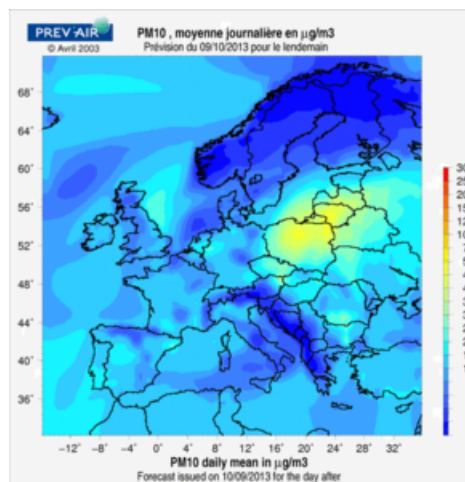 PREV'AIR
© Avril 2003
PM10 , moyenne journalière en µg/m3
Prévision du 09/10/2013 pour le lendemain
68°
64°
60°
56°
52°
48°
44°
40°
36°
−12° −8° −4° 0° 4° 8° 12° 16° 20° 24° 28° 32°
PM10 daily mean in µg/m3
Forecast issued on 10/09/2013 for the day after